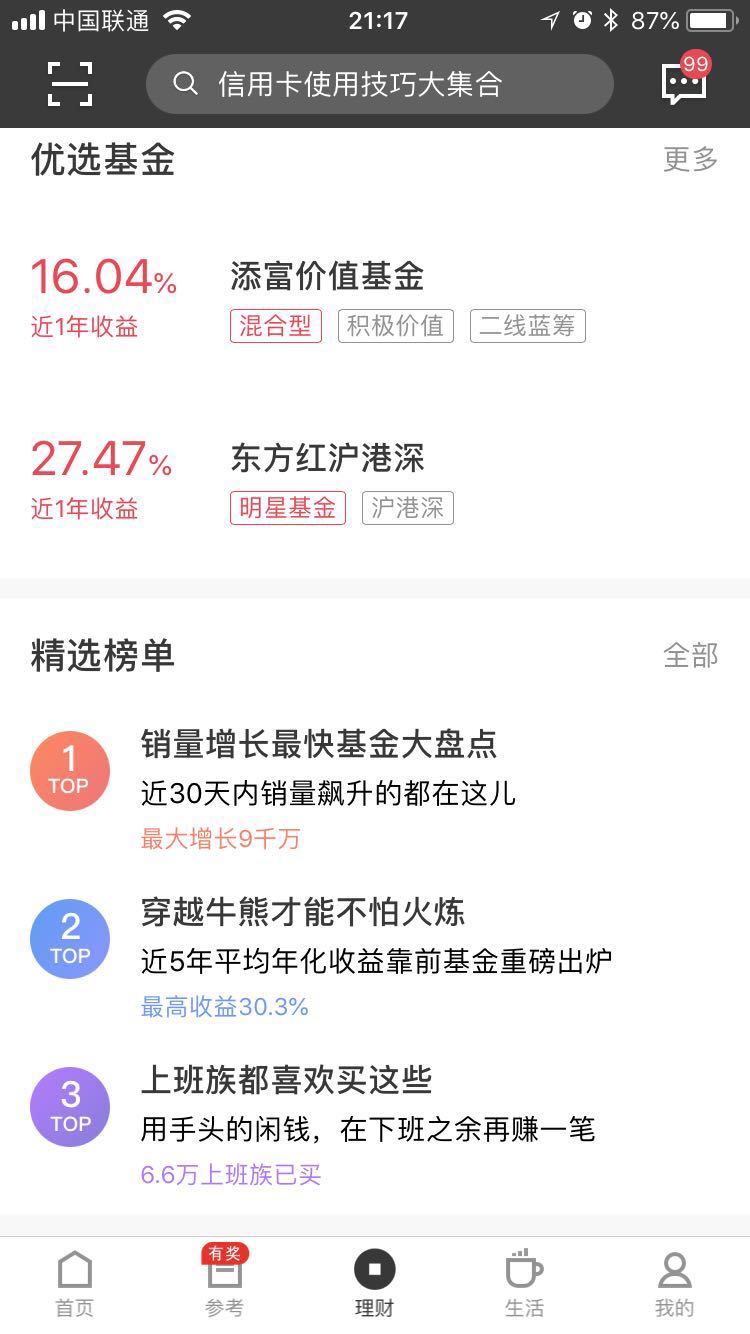 中国联通
21:17
87%
信用卡使用技巧大集合
99
优选基金
更多
16.04%
添富价值基金
近1年收益
混合型 积极价值 二线蓝筹
27.47%
东方红沪港深
近1年收益
明星基金 沪港深
精选榜单
全部
1
TOP
销量增长最快基金大盘点
近30天内销量飙升的都在这儿
最大增长9千万
2
TOP
穿越牛熊才能不怕火炼
近5年平均年化收益靠前基金重磅出炉
最高收益30.3%
3
TOP
上班族都喜欢买这些
用手头的闲钱，在下班之余再赚一笔
6.6万上班族已买
有奖
首页 参考 理财 生活 我的